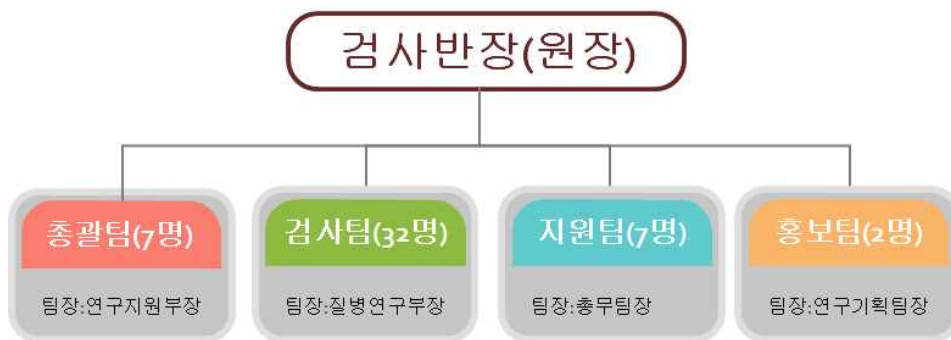 검사반장(원장)
총괄팀(7명)
팀장:연구지원부장
검사팀(32명)
팀장:질병연구부장
지원팀(7명)
팀장:총무팀장
홍보팀(2명)
팀장:연구기획팀장